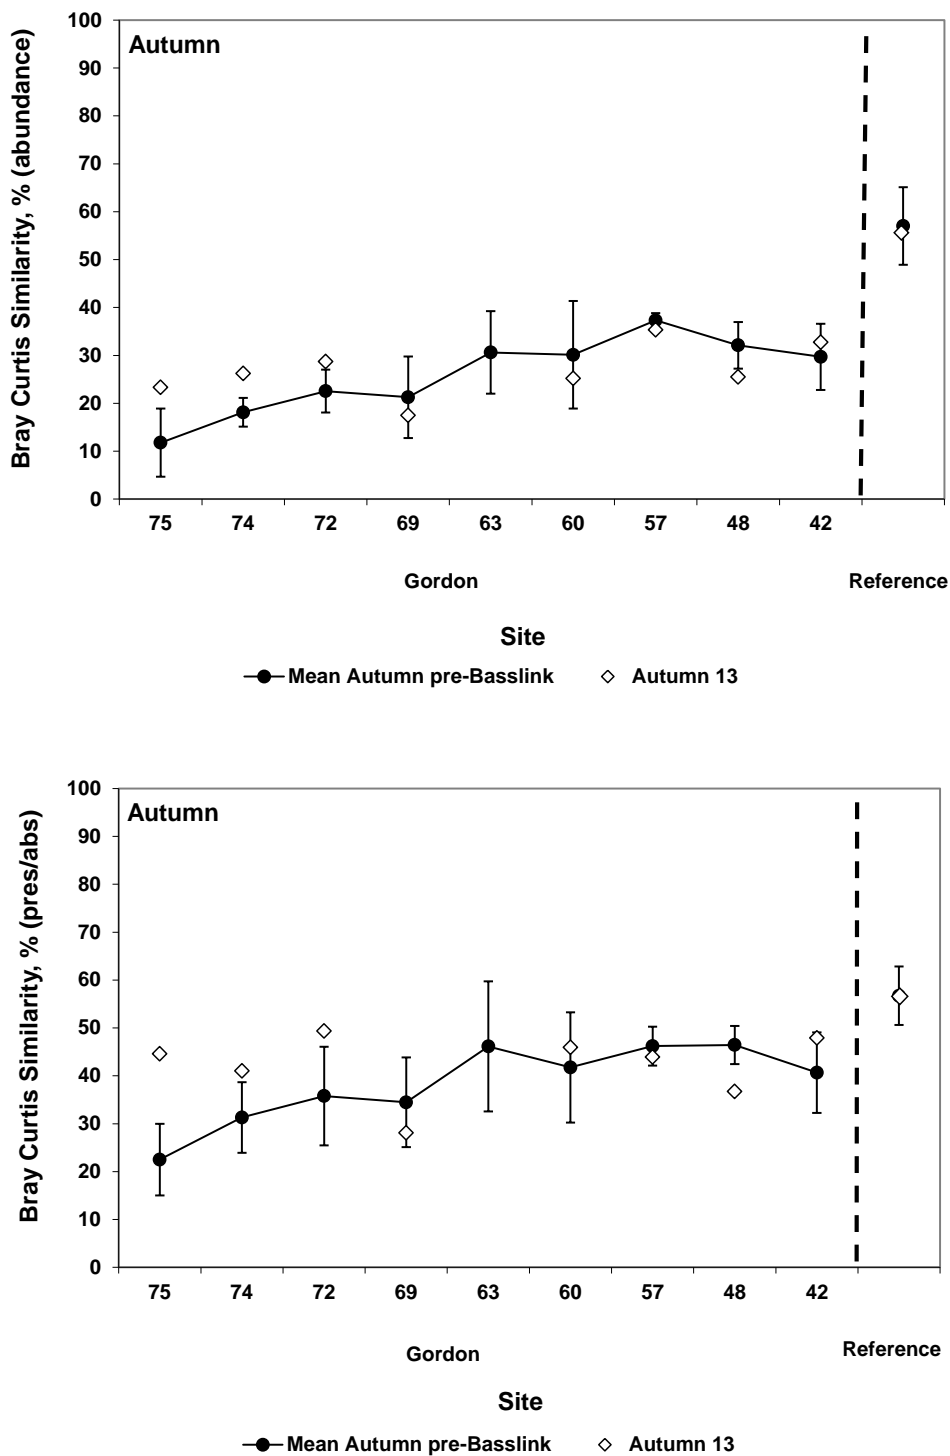 Autumn
Bray Curtis Similarity, % (abundance)
100
90
80
70
60
50
40
30
20
10
0
75 74 72 69 63 60 57 48 42
Gordon Reference
Site
Mean Autumn pre-Basslink Autumn 13
Autumn
Bray Curtis Similarity, % (pres/abs)
100
90
80
70
60
50
40
30
20
10
0
75 74 72 69 63 60 57 48 42
Gordon Reference
Site
Mean Autumn pre-Basslink Autumn 13